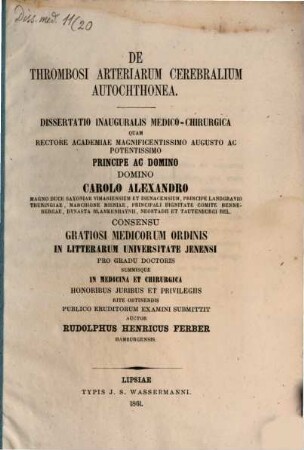 Diss. med. 11 (20
DE
THROMBOSI ARTERIARUM CEREBRALIUM
AUTOCHTHONEA.
DISSERTATIO INAUGURALIS MEDICO-CHIRURGICA
QUAM
RECTORE ACADEMIAE MAGNIFICENTISSIMO AUGUSTO AC
POTENTISSIMO
PRINCIPE AC DOMINO
DOMINO
CAROLO ALEXANDRO
MAGNO DUCE SAXONIAE VIMARIENSIUM ET ISENACENSIUM, PRINCIPE LANDGRAVIO
THURINGIAE, MARCHIONE MISNIAE, PRINCIPALI DIGNITATE COMITE HENNE-
BERGAE, DYNASTA BLANKENHAYNII, NEOSTADII ET TAUTENBURGI REL.
CONSENSU
GRATIOSI MEDICORUM ORDINIS
IN LITTERARUM UNIVERSITATE JENENSI
PRO GRADU DOCTORIS
SUMMISQUE
IN MEDICINA ET CHIRURGICA
HONORIBUS JURIBUS ET PRIVILEGIIS
RITE OBTINENDIS
PUBLICO ERUDITORUM EXAMINI SUBMITTIT
AUCTOR
RUDOLPHUS HENRICUS FERBER
HAMBURGENSIS.
LIPSIAE
TYPIS J. S. WASSERMANNI.